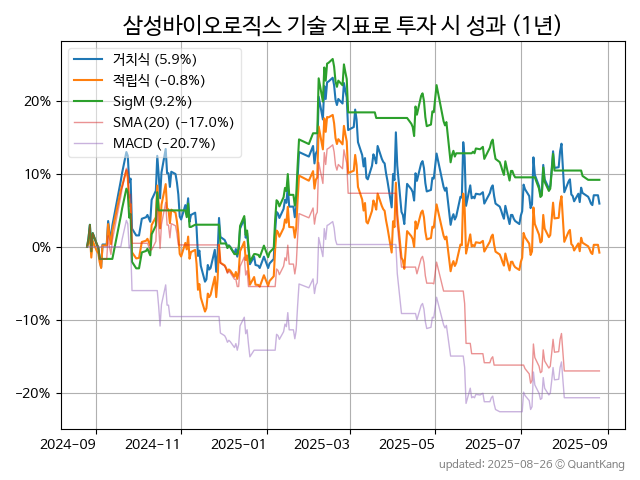 삼성바이오로직스 기술 지표로 투자 시 성과 (1년)
거치식 (5.9%)
적립식 (−0.8%)
SigM (9.2%)
SMA(20) (−17.0%)
MACD (−20.7%)
20%
10%
0%
−10%
−20%
2024−09 2024−11 2025−01 2025−03 2025−05 2025−07 2025−09
updated: 2025-08-26 © QuantKang